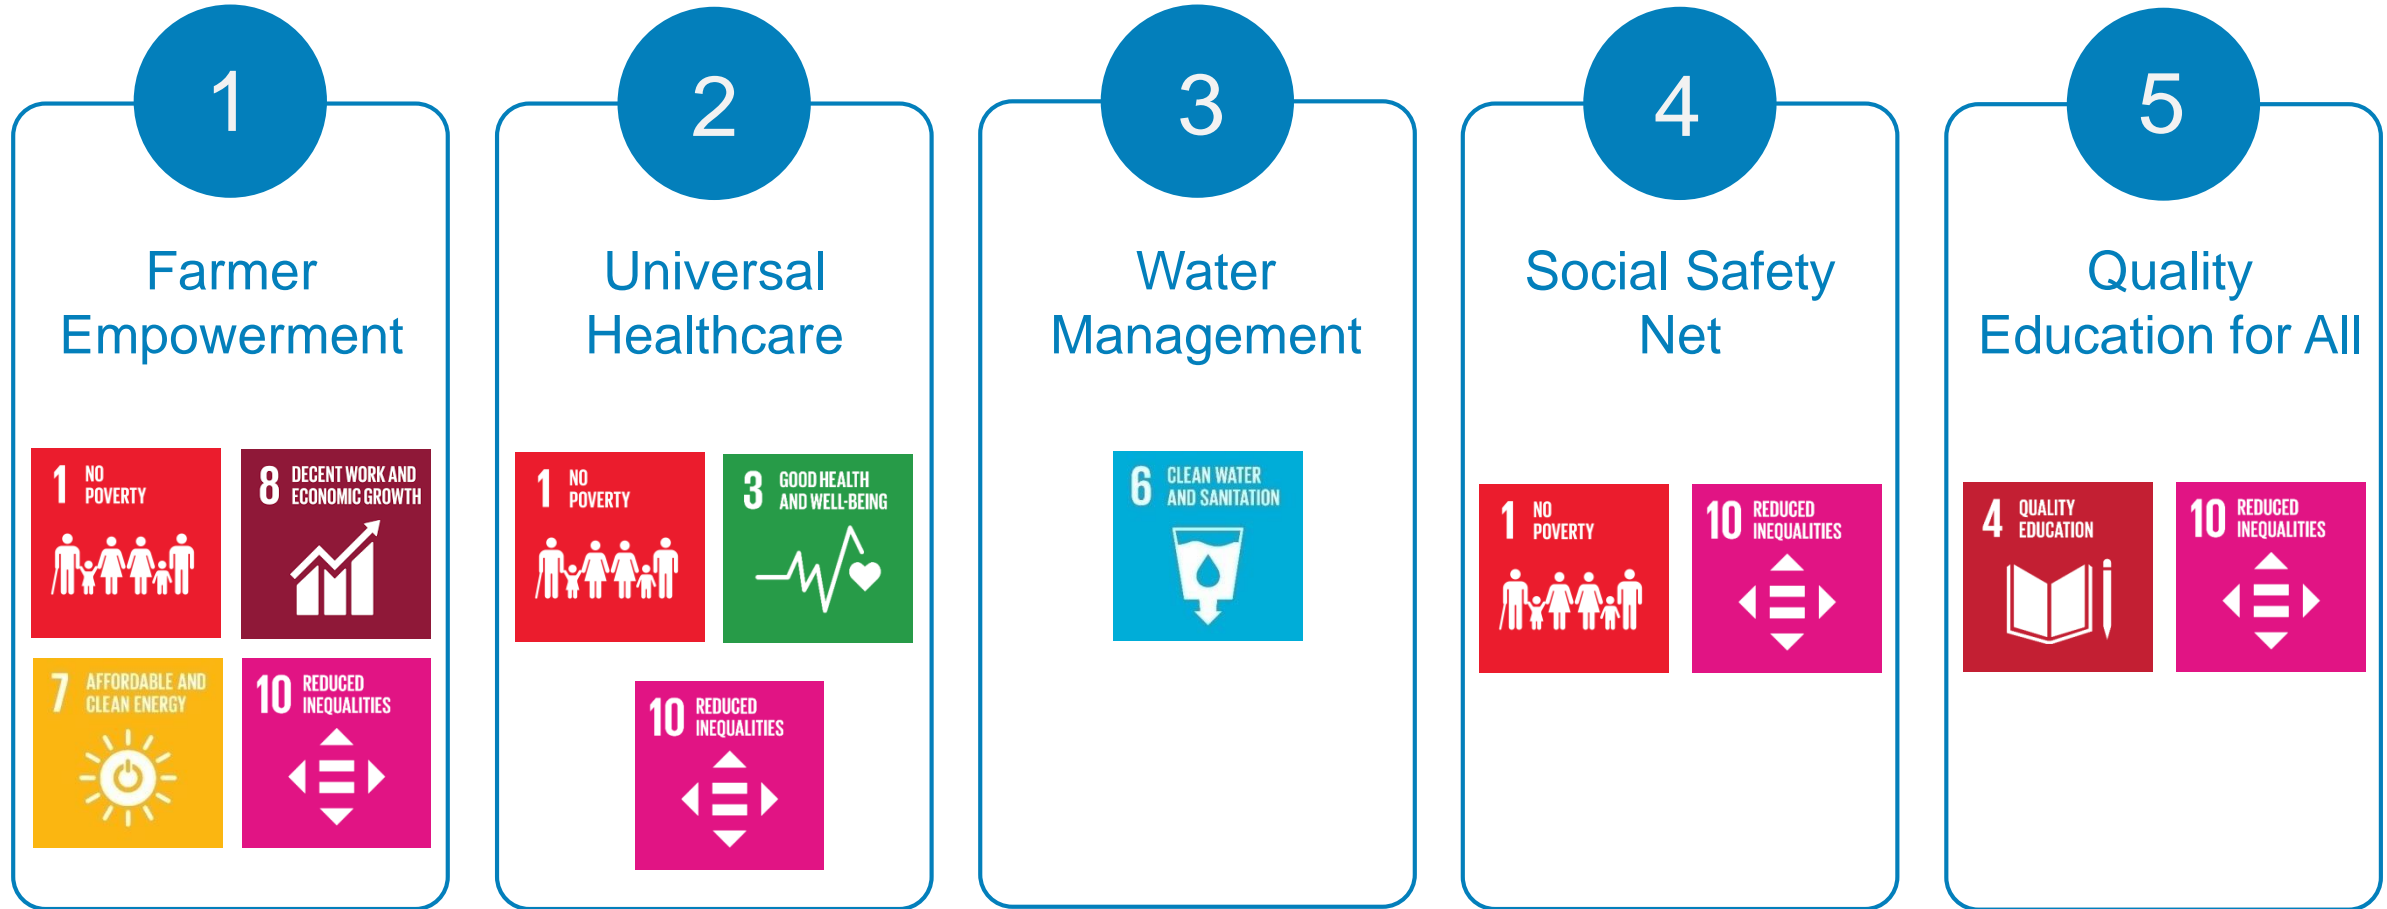 1
Farmer
Empowerment
1 NO
POVERTY
8 DECENT WORK AND
ECONOMIC GROWTH
7 AFFORDABLE AND
CLEAN ENERGY
10 REDUCED
INEQUALITIES
2
Universal
Healthcare
1 NO
POVERTY
3 GOOD HEALTH
AND WELL-BEING
10 REDUCED
INEQUALITIES
3
Water
Management
6 CLEAN WATER
AND SANITATION
4
Social Safety
Net
1 NO
POVERTY
10 REDUCED
INEQUALITIES
5
Quality
Education for All
4 QUALITY
EDUCATION
10 REDUCED
INEQUALITIES